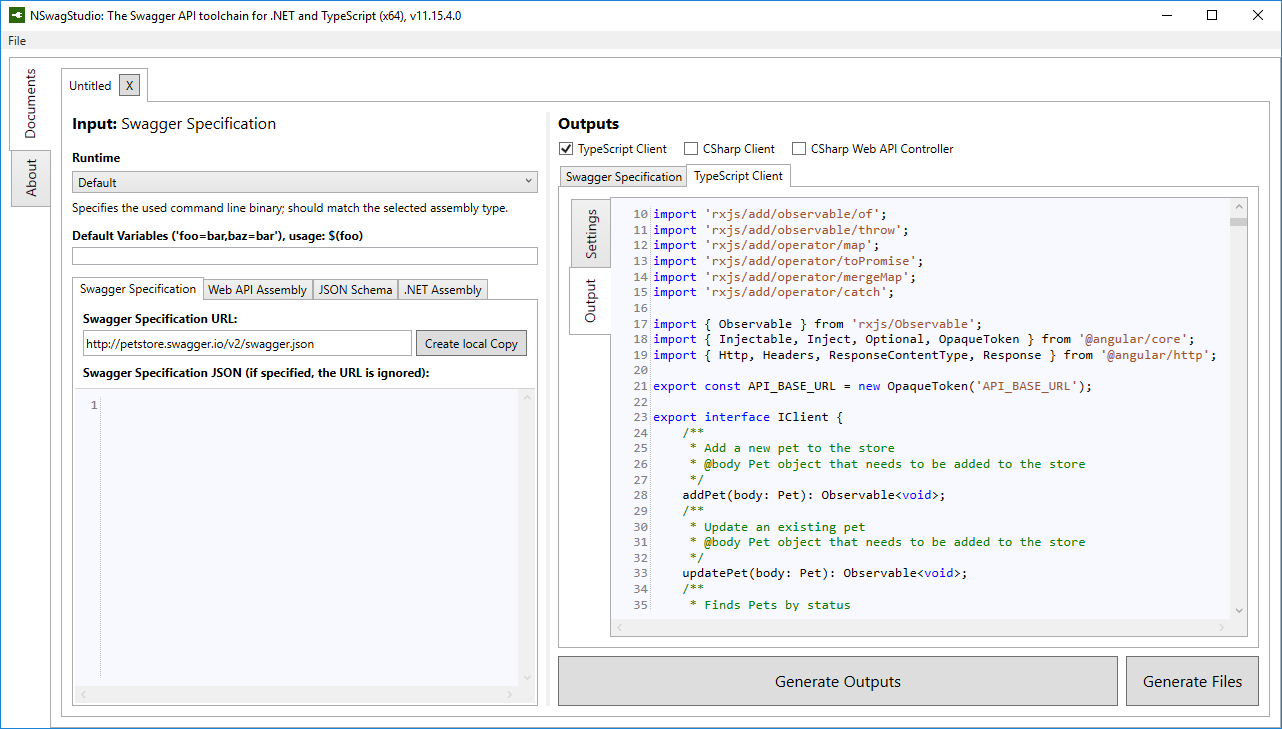 NSwagStudio: The Swagger API toolchain for .NET and TypeScript (x64), v11.15.4.0
File
Documents
About
Untitled X
Input: Swagger Specification
Runtime
Default
Specifies the used command line binary; should match the selected assembly type.
Default Variables ('foo=bar,baz=bar'), usage: $(foo)
Swagger Specification Web API Assembly JSON Schema .NET Assembly
Swagger Specification URL:
http://petstore.swagger.io/v2/swagger.json Create local Copy
Swagger Specification JSON (if specified, the URL is ignored):
1
Outputs
TypeScript Client CSharp Client CSharp Web API Controller
Swagger Specification TypeScript Client
Settings
Output
10 import 'rxjs/add/observable/of';
11 import 'rxjs/add/observable/throw';
12 import 'rxjs/add/operator/map';
13 import 'rxjs/add/operator/toPromise';
14 import 'rxjs/add/operator/mergeMap';
15 import 'rxjs/add/operator/catch';
16
17 import { Observable } from 'rxjs/Observable';
18 import { Injectable, Inject, Optional, OpaqueToken } from '@angular/core';
19 import { Http, Headers, ResponseContentType, Response } from '@angular/http';
20
21 export const API_BASE_URL = new OpaqueToken('API_BASE_URL');
22
23 export interface IClient {
24 /**
25 * Add a new pet to the store
26 * @body Pet object that needs to be added to the store
27 */
28 addPet(body: Pet): Observable<void>;
29 /**
30 * Update an existing pet
31 * @body Pet object that needs to be added to the store
32 */
33 updatePet(body: Pet): Observable<void>;
34 /**
35 * Finds Pets by status
Generate Outputs
Generate Files